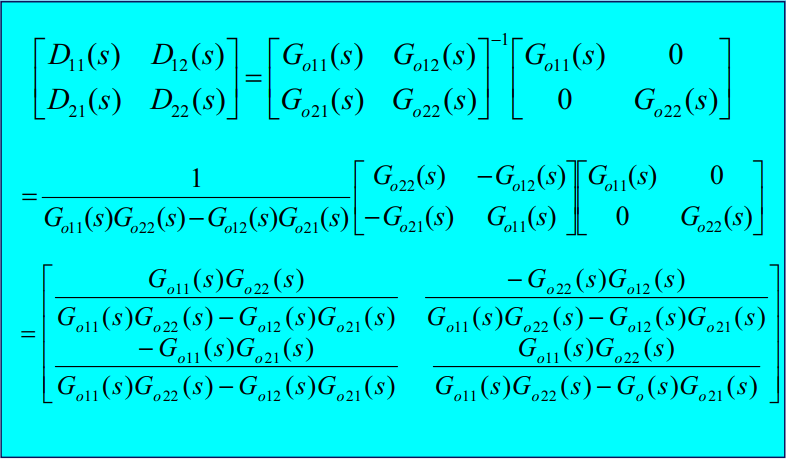 [D₁₁(s) D₁₂(s); D₂₁(s) D₂₂(s)] = [Gₒ₁₁(s) Gₒ₁₂(s); Gₒ₂₁(s) Gₒ₂₂(s)]⁻¹ [Gₒ₁₁(s) 0; 0 Gₒ₂₂(s)]
= 1/(Gₒ₁₁(s)Gₒ₂₂(s) − Gₒ₁₂(s)Gₒ₂₁(s)) [Gₒ₂₂(s) −Gₒ₁₂(s); −Gₒ₂₁(s) Gₒ₁₁(s)] [Gₒ₁₁(s) 0; 0 Gₒ₂₂(s)]
= [Gₒ₁₁(s)Gₒ₂₂(s)/(Gₒ₁₁(s)Gₒ₂₂(s) − Gₒ₁₂(s)Gₒ₂₁(s)) −Gₒ₂₂(s)Gₒ₁₂(s)/(Gₒ₁₁(s)Gₒ₂₂(s) − Gₒ₁₂(s)Gₒ₂₁(s)); −Gₒ₁₁(s)Gₒ₂₁(s)/(Gₒ₁₁(s)Gₒ₂₂(s) − Gₒ₁₂(s)Gₒ₂₁(s)) Gₒ₁₁(s)Gₒ₂₂(s)/(Gₒ₁₁(s)Gₒ₂₂(s) − Gₒ(s)Gₒ₂₁(s))]